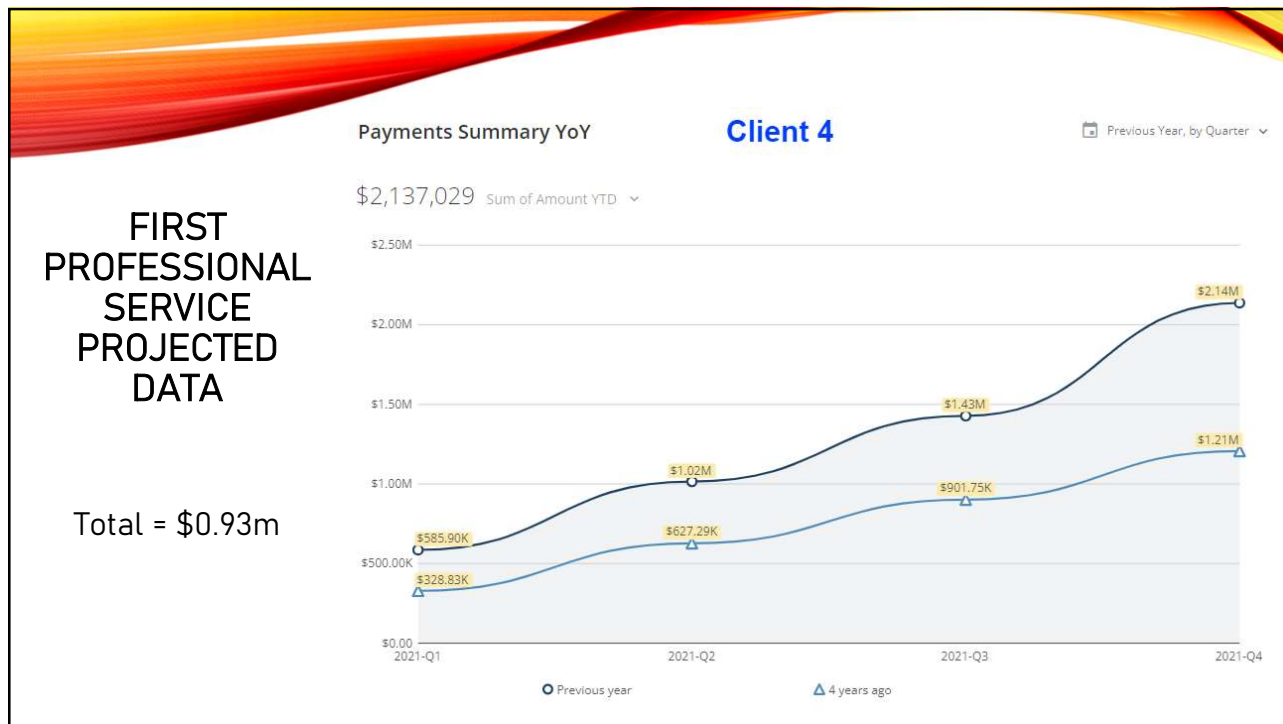 FIRST
PROFESSIONAL
SERVICE
PROJECTED
DATA
Total = $0.93m
Payments Summary YoY
Client 4
Previous Year, by Quarter
$2,137,029 Sum of Amount YTD
$2.50M
$2.00M
$1.50M
$1.00M
$500.00K
$0.00
$2.14M
$1.43M
$1.21M
$1.02M
$901.75K
$627.29K
$585.90K
$328.83K
2021-Q1 2021-Q2 2021-Q3 2021-Q4
Previous year 4 years ago